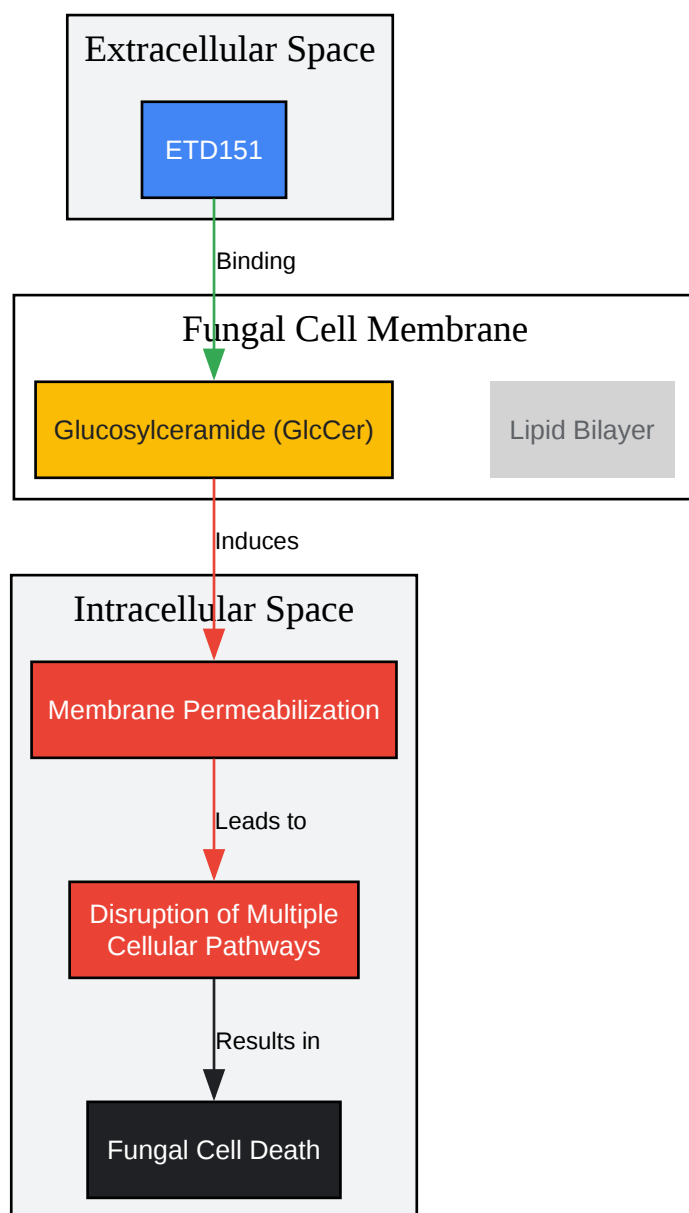 Extracellular Space
ETD151
Binding
Fungal Cell Membrane
Glucosylceramide (GlcCer)
Lipid Bilayer
Induces
Intracellular Space
Membrane Permeabilization
Leads to
Disruption of Multiple
Cellular Pathways
Results in
Fungal Cell Death